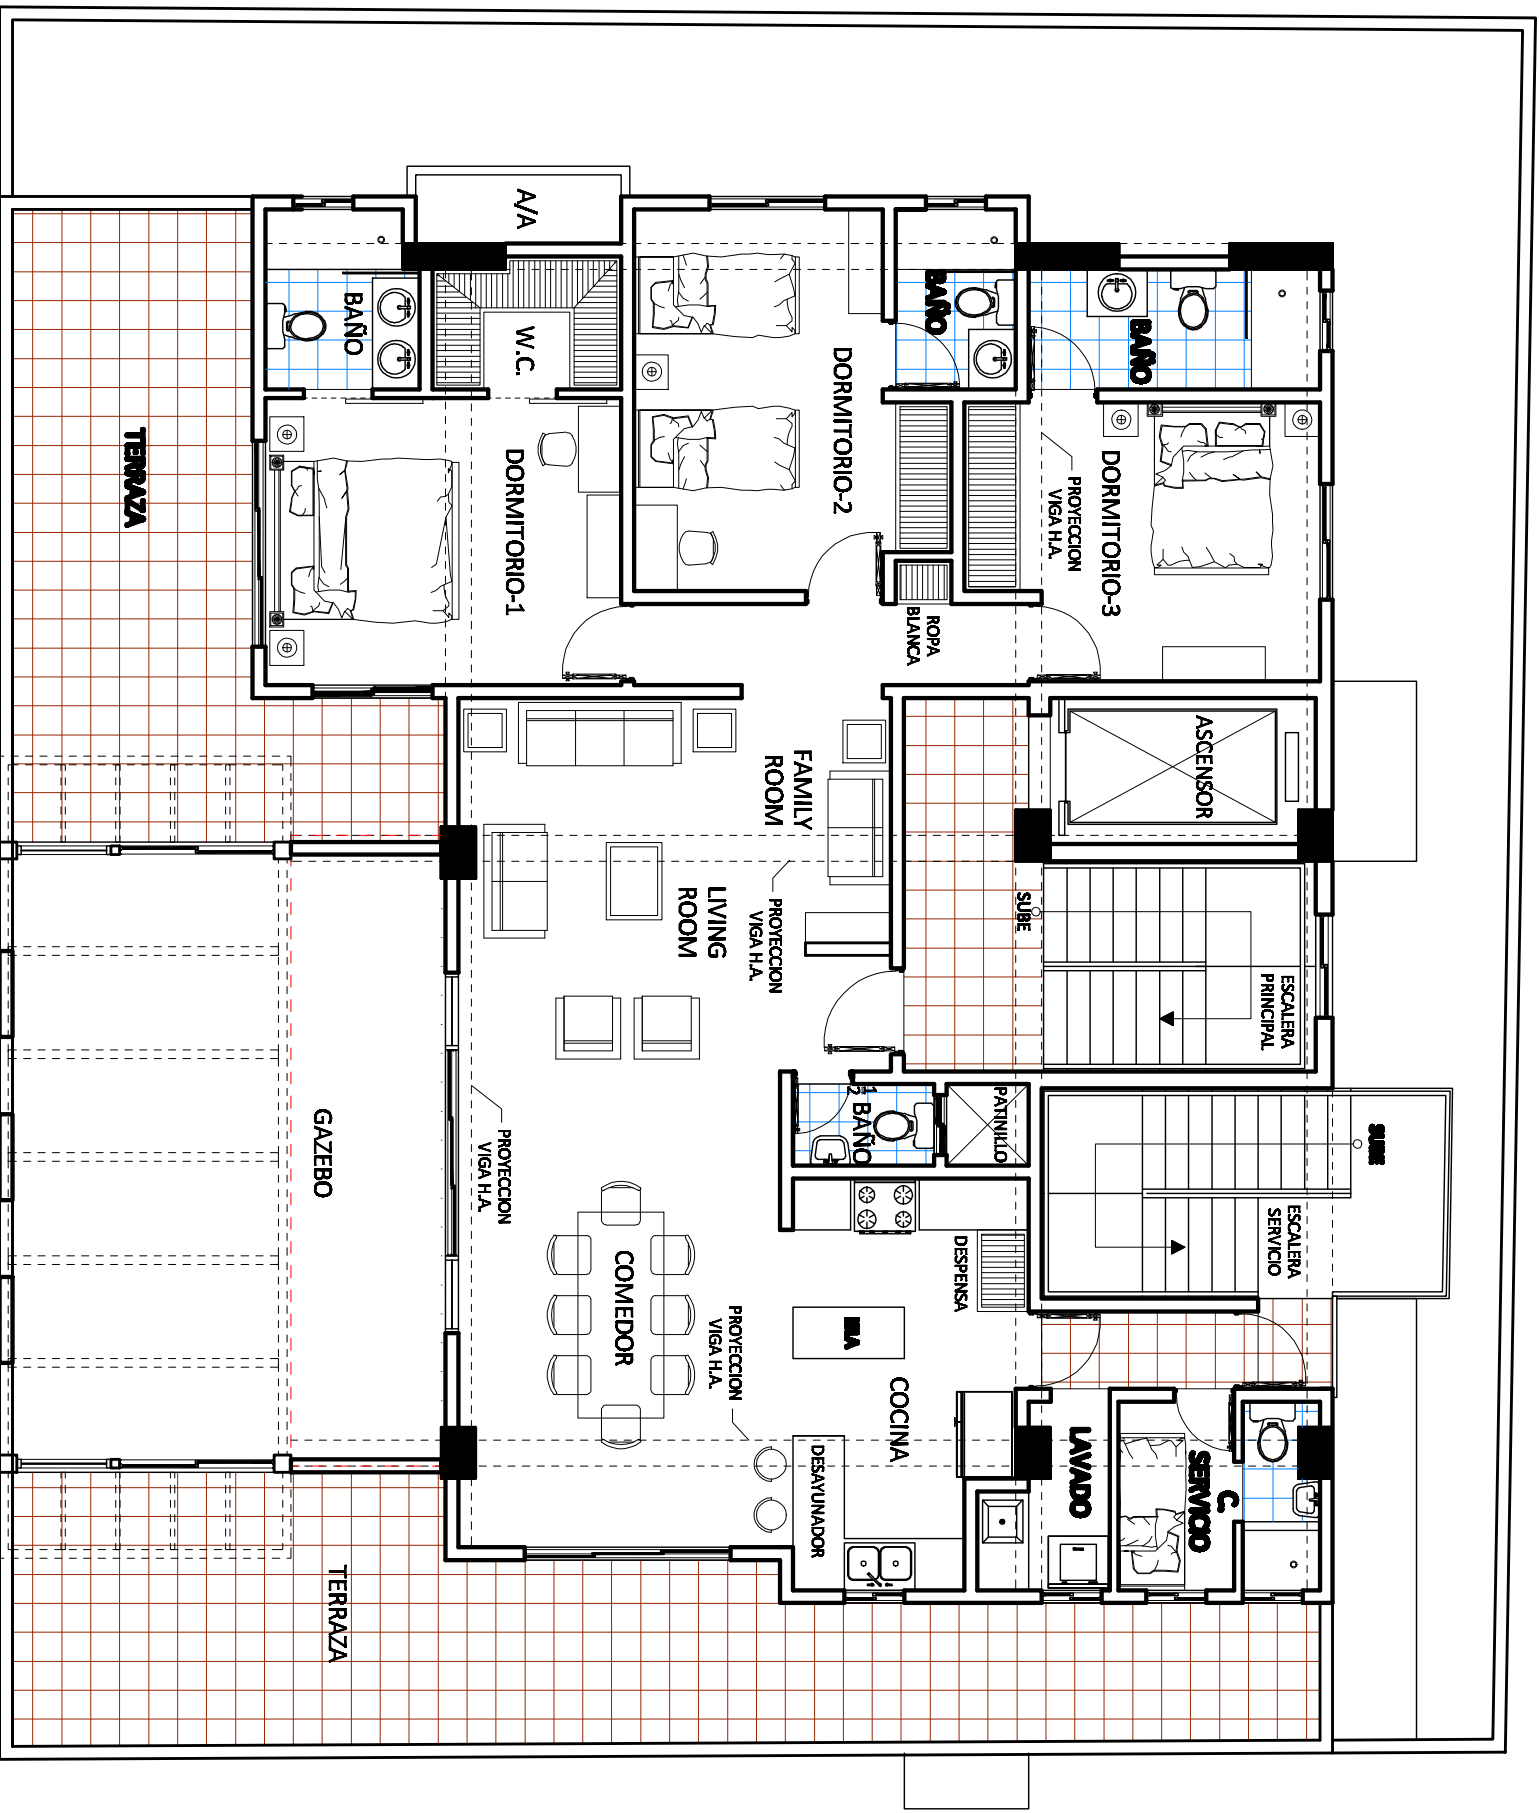 SUBE
ESCALERA
PRINCIPAL
ESCALERA
SERVICIO
C.
SERVICIO
ASCENSOR
BAÑO
DORMITORIO-3
PROYECCION
VIGA H.A.
LAVADO
SUBE
PATINILLO
DESPENSA
BAÑO
ROPA
BLANCA
COCINA
1
2 BAÑO
ISLA
DORMITORIO-2
DESAYUNADOR
FAMILY
ROOM
PROYECCION
VIGA H.A.
PROYECCION
VIGA H.A.
LIVING
ROOM
COMEDOR
A/A
W.C.
DORMITORIO-1
PROYECCION
VIGA H.A.
BAÑO
GAZEBO
TERRAZA
TERRAZA